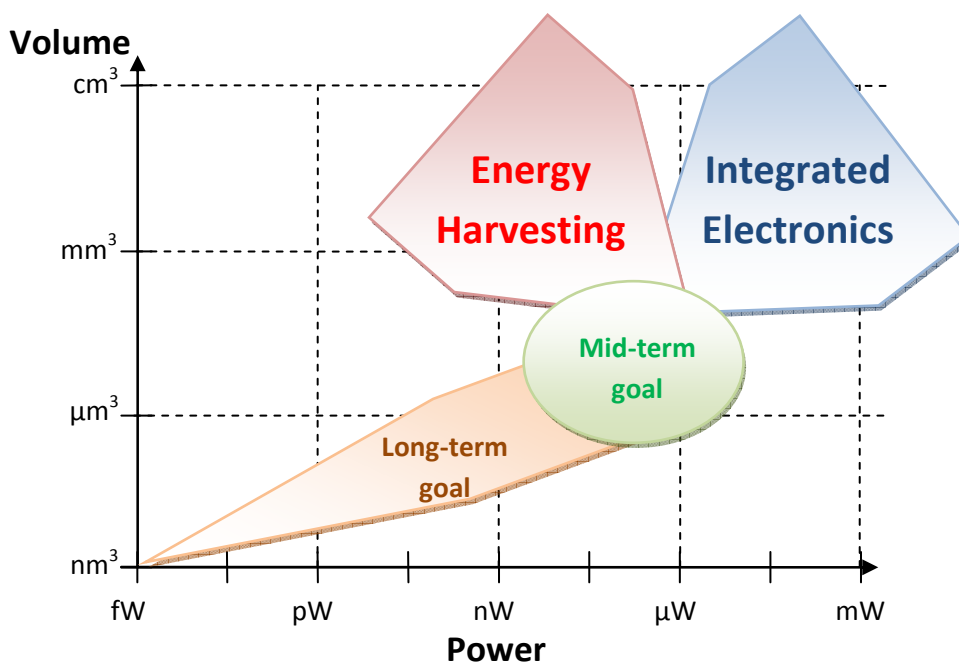 Volume
cm³
Energy
Harvesting
Integrated
Electronics
mm³
Mid-term
goal
µm³
Long-term
goal
nm³
fW
pW
nW
µW
mW
Power